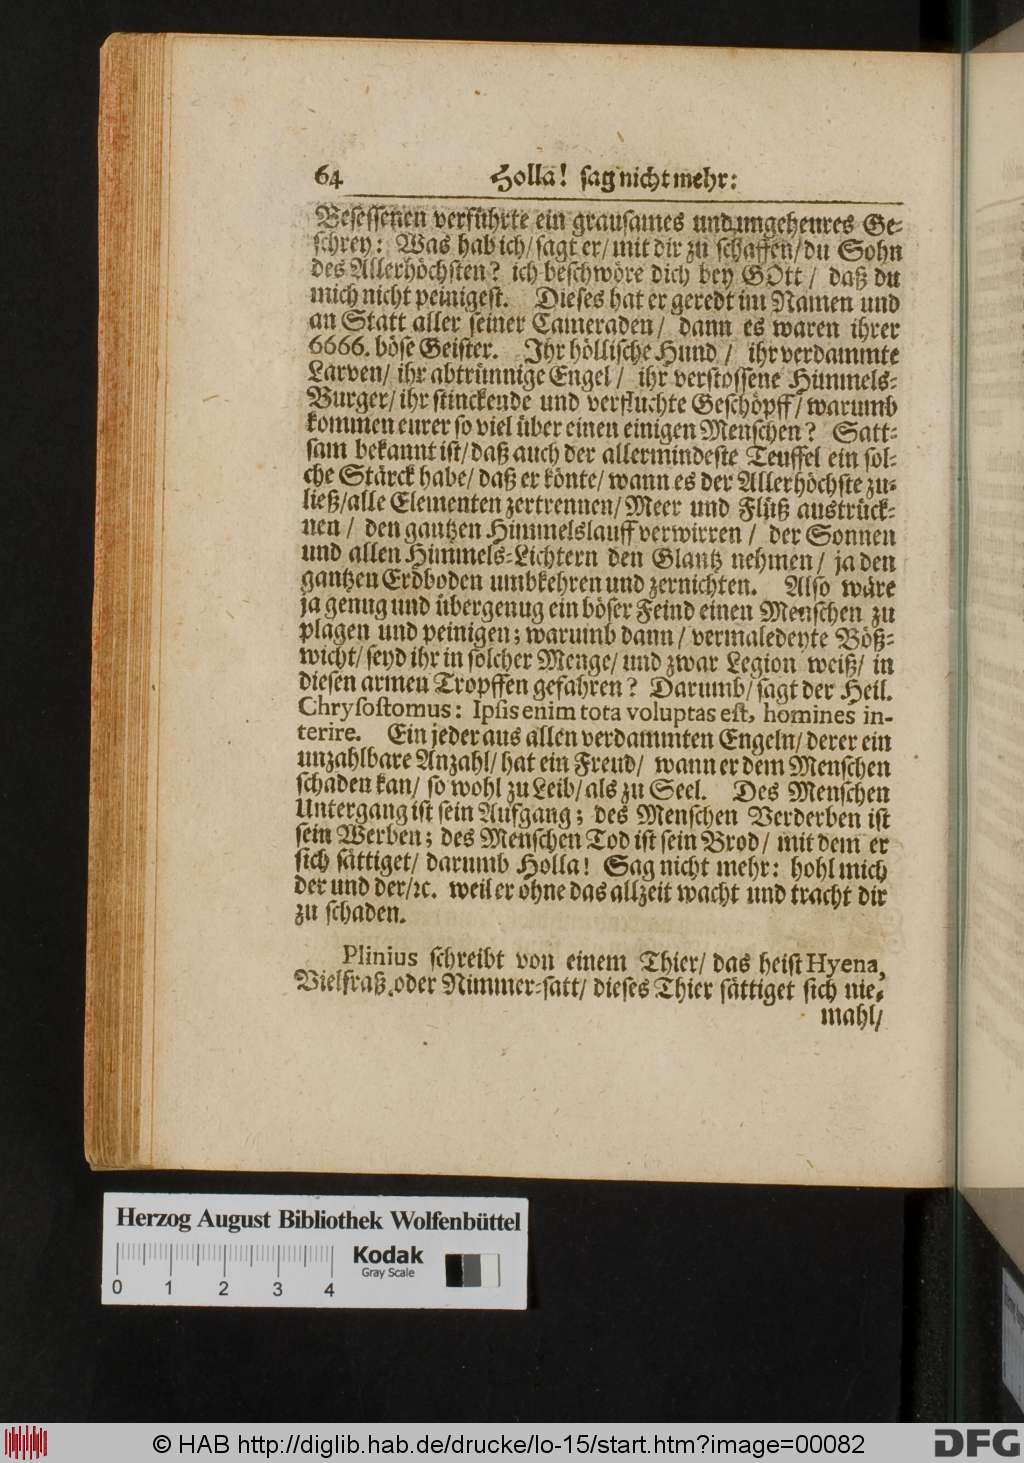 64 Holla! sag nicht mehr:
Besessenen verführte ein grausames und ungeheures Ge-
schrey: Was hab ich/ sagt er/ mit dir zu schaffen/ du Sohn
des Allerhöchsten? ich beschwöre dich bey GOtt/ daß du
mich nicht peinigest. Dieses hat er geredt im Namen und
an Statt aller seiner Cameraden/ dann es waren ihrer
6666. böse Geister. Ihr höllische Hund/ ihr verdammte
Larven/ ihr abtrünnige Engel/ ihr verstossene Himmels-
Burger/ ihr stinckende und verfluchte Geschöpff/ warumb
kommen eurer so viel über einen einigen Menschen? Satt-
sam bekannt ist/ daß auch der allermindeste Teuffel ein sol-
che Stärck habe/ daß er könte/ wann es der Allerhöchste zu-
ließ/ alle Elementen zertrennen/ Meer und Flüß austrück-
nen/ den gantzen Himmelslauff verwirren/ der Sonnen
und allen Himmels-Lichtern den Glantz nehmen/ ja den
gantzen Erdboden umbkehren und zernichten. Also wäre
ja genug und übergenug ein böser Feind einen Menschen zu
plagen und peinigen; warumb dann/ vermaledeyte Böß-
wicht/ seyd ihr in solcher Menge/ und zwar Legion weiß/ in
diesen armen Tropffen gefahren? Darumb/ sagt der Heil.
Chrysostomus: Ipsis enim tota voluptas est, homines in-
terire. Ein jeder aus allen verdammten Engeln/ derer ein
unzahlbare Anzahl/ hat ein Freud/ wann er dem Menschen
schaden kan/ so wohl zu Leib/ als zu Seel. Des Menschen
Untergang ist sein Aufgang; des Menschen Verderben ist
sein Werben; des Menschen Tod ist sein Brod/ mit dem er
sich sättiget/ darumb Holla! Sag nicht mehr: hohl mich
der und der/ ꝛc. weil er ohne das allzeit wacht und tracht dir
zu schaden.
Plinius schreibt von einem Thier/ das heist Hyena,
Vielfraß oder Nimmer-satt/ dieses Thier sättiget sich nie-
mahl/
Herzog August Bibliothek Wolfenbüttel
Kodak
Gray Scale
0 1 2 3 4
© HAB http://diglib.hab.de/drucke/lo-15/start.htm?image=00082
DFG